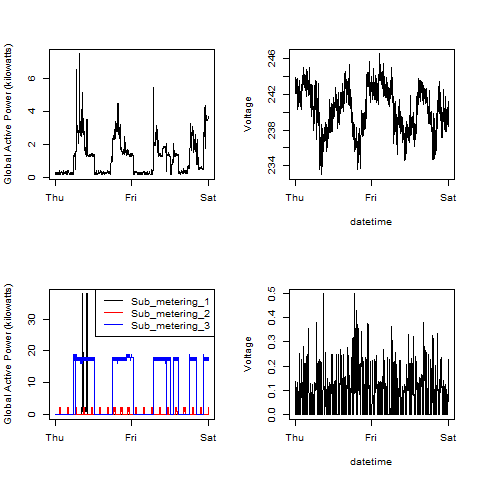 Global Active Power (kilowatts)
0 2 4 6
Thu Fri Sat
Voltage
234 238 242 246
Thu Fri Sat
datetime
Global Active Power (kilowatts)
0 10 20 30
Sub_metering_1
Sub_metering_2
Sub_metering_3
Thu Fri Sat
Voltage
0.0 0.1 0.2 0.3 0.4 0.5
Thu Fri Sat
datetime